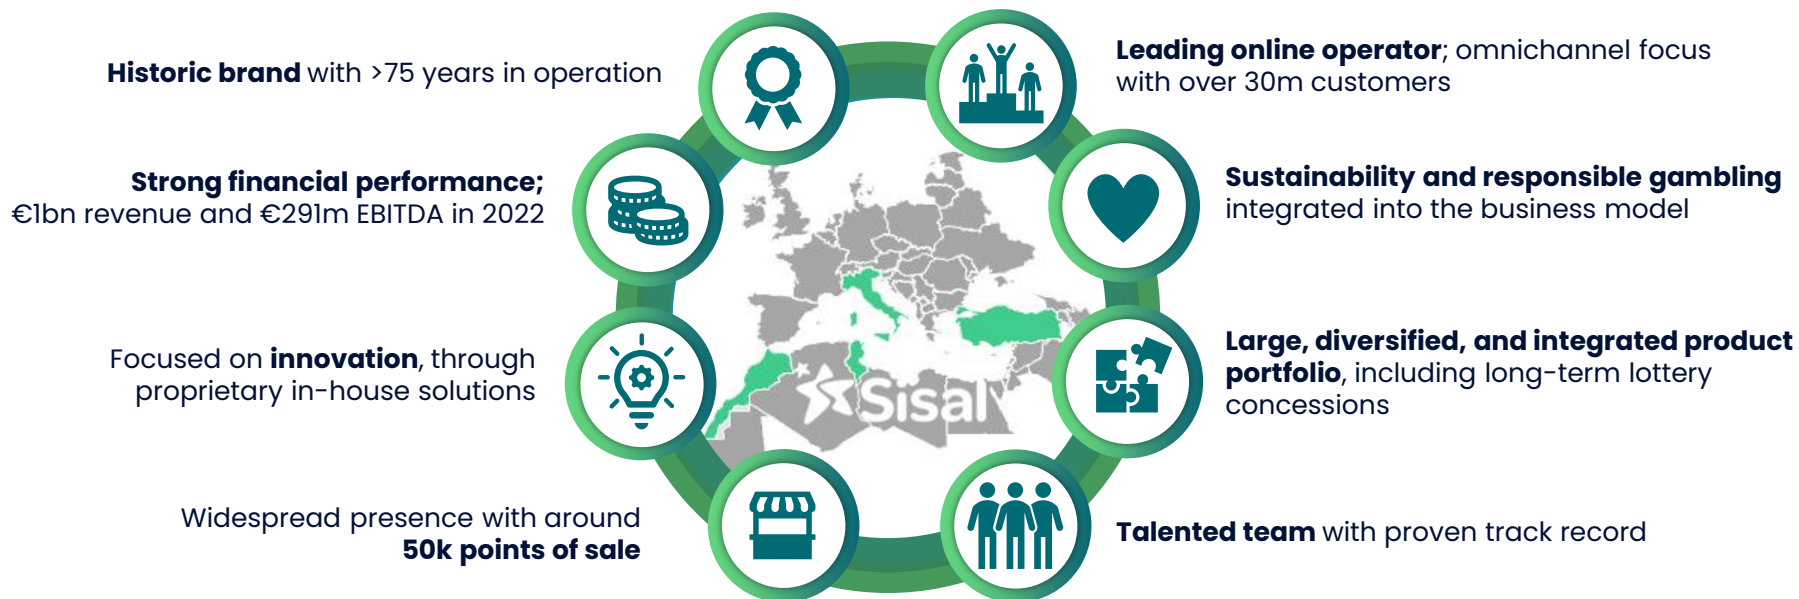 Historic brand with >75 years in operation
Strong financial performance;
€1bn revenue and €291m EBITDA in 2022
Focused on innovation, through
proprietary in-house solutions
Widespread presence with around
50k points of sale
Sisal
Leading online operator; omnichannel focus
with over 30m customers
Sustainability and responsible gambling
integrated into the business model
Large, diversified, and integrated product
portfolio, including long-term lottery
concessions
Talented team with proven track record